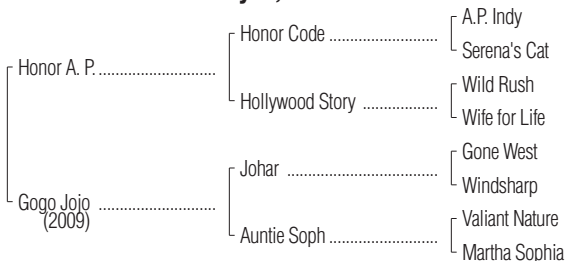 A.P. Indy
Honor Code
Serena's Cat
Honor A. P.
Wild Rush
Hollywood Story
Wife for Life
Gone West
Johar
Windsharp
Gogo Jojo
(2009)
Valiant Nature
Auntie Soph
Martha Sophia